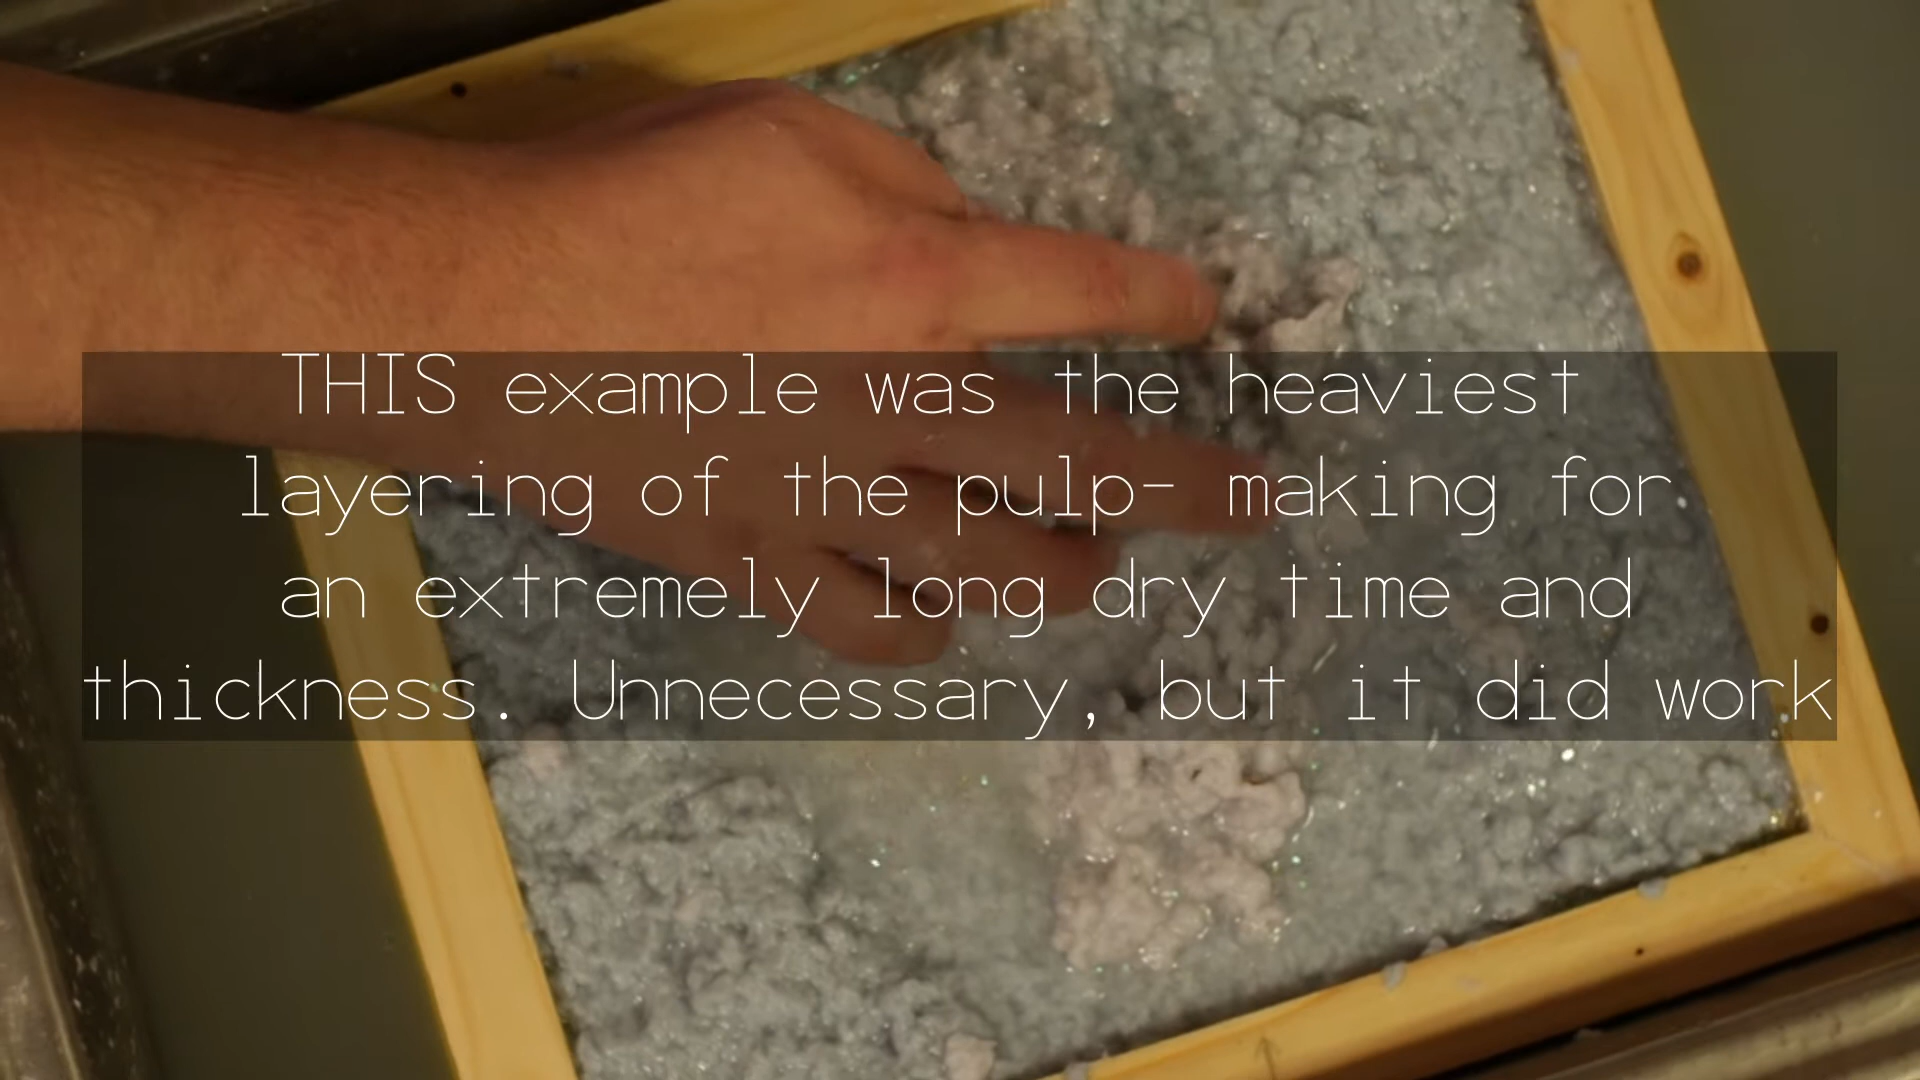 THIS example was the heaviest
layering of the pulp- making for
an extremely long dry time and
thickness. Unnecessary, but it did work